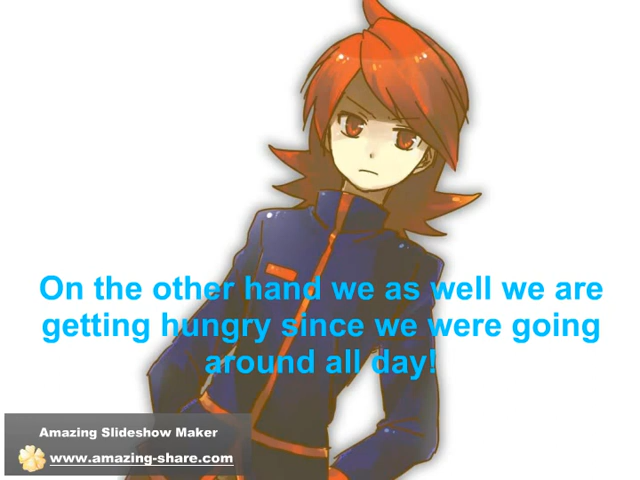 On the other hand we as well we are
getting hungry since we were going
around all day!
Amazing Slideshow Maker
www.amazing-share.com